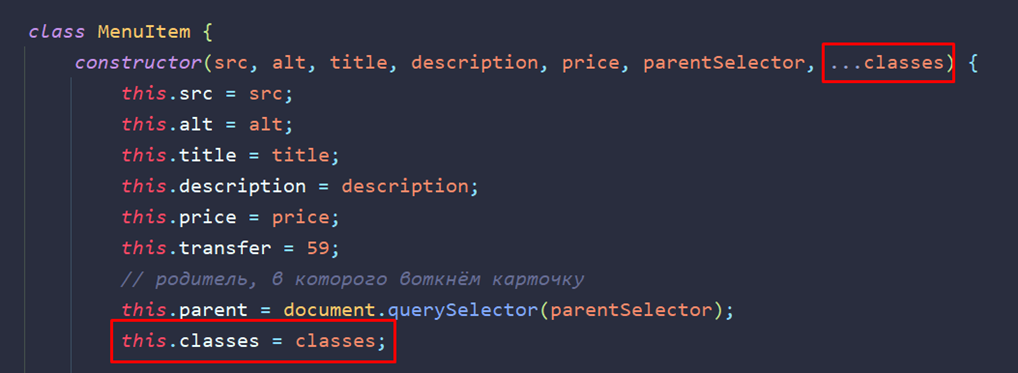 class MenuItem {
constructor(src, alt, title, description, price, parentSelector, ...classes) {
this.src = src;
this.alt = alt;
this.title = title;
this.description = description;
this.price = price;
this.transfer = 59;
// родитель, в которого воткнём карточку
this.parent = document.querySelector(parentSelector);
this.classes = classes;